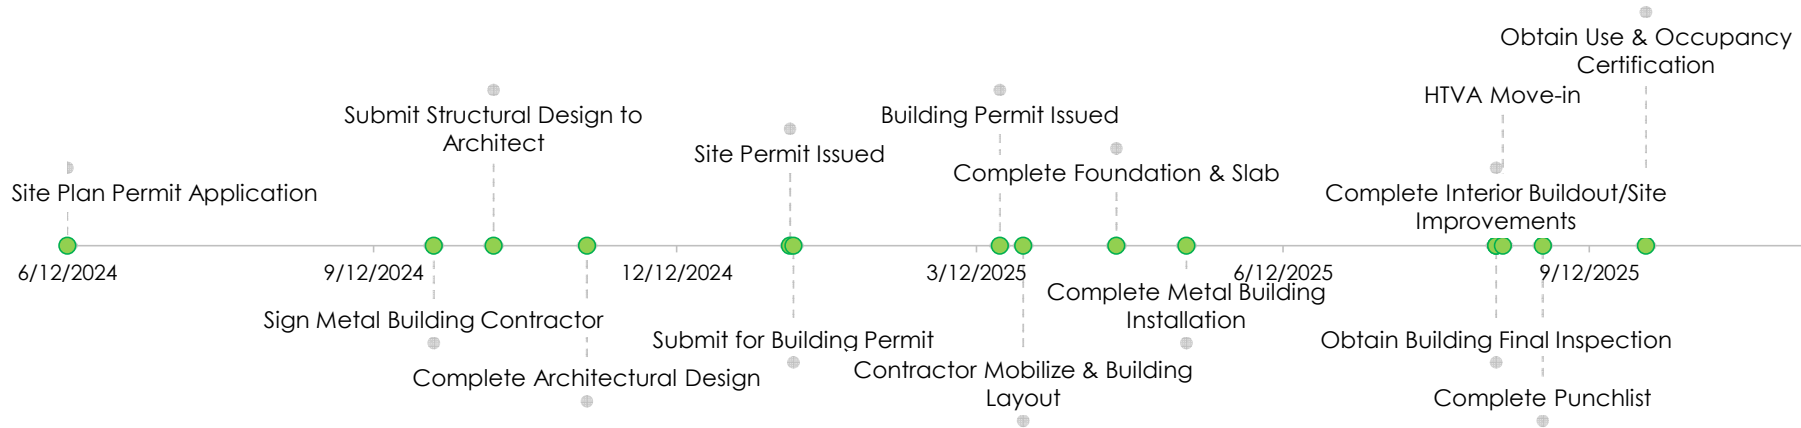 Obtain Use & Occupancy
Certification
HTVA Move-in
Submit Structural Design to
Architect
Building Permit Issued
Site Permit Issued
Complete Foundation & Slab
Site Plan Permit Application
Complete Interior Buildout/Site
Improvements
6/12/2024
9/12/2024
12/12/2024
3/12/2025
6/12/2025
9/12/2025
Complete Metal Building
Installation
Sign Metal Building Contractor
Submit for Building Permit
Obtain Building Final Inspection
Contractor Mobilize & Building
Layout
Complete Architectural Design
Complete Punchlist